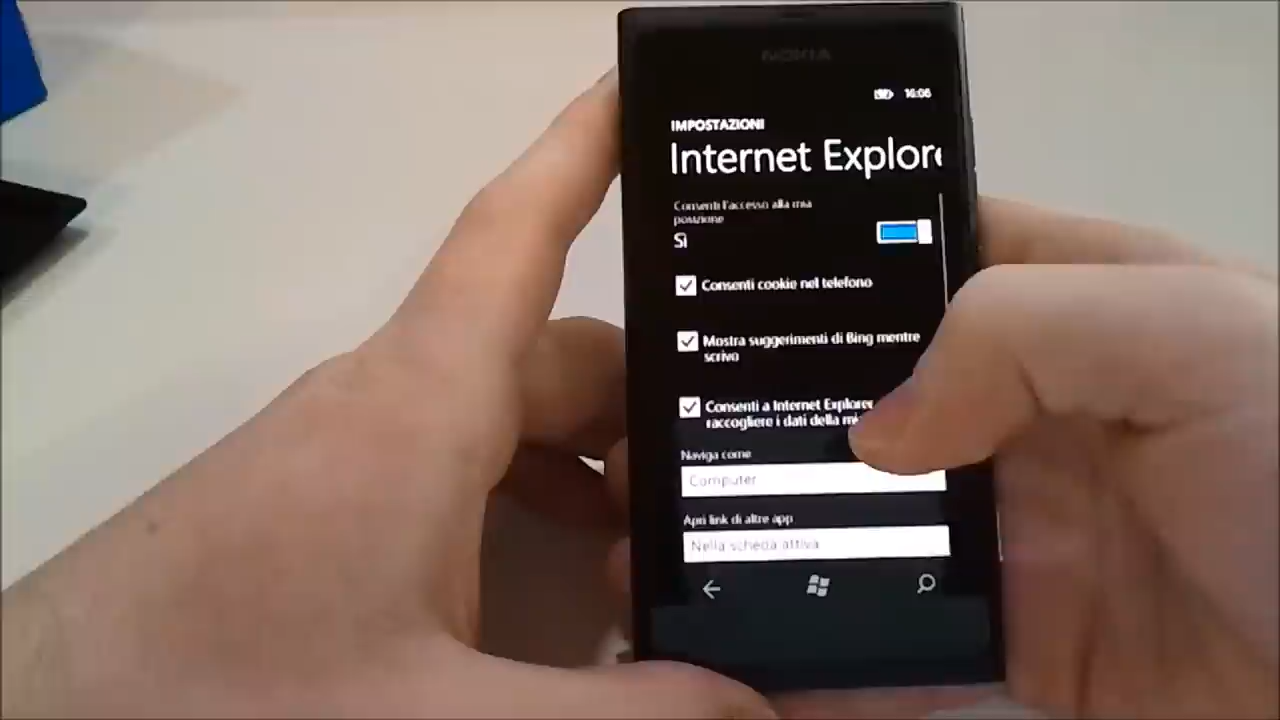 NOKIA
16:06
IMPOSTAZIONI
Internet Explore
Consenti l'accesso alla mia
posizione
Sì
Consenti cookie nel telefono
Mostra suggerimenti di Bing mentre
scrivo
Consenti a Internet Explorer
raccogliere i dati della mia
Naviga come
Computer
Apri link di altre app
Nella scheda attiva